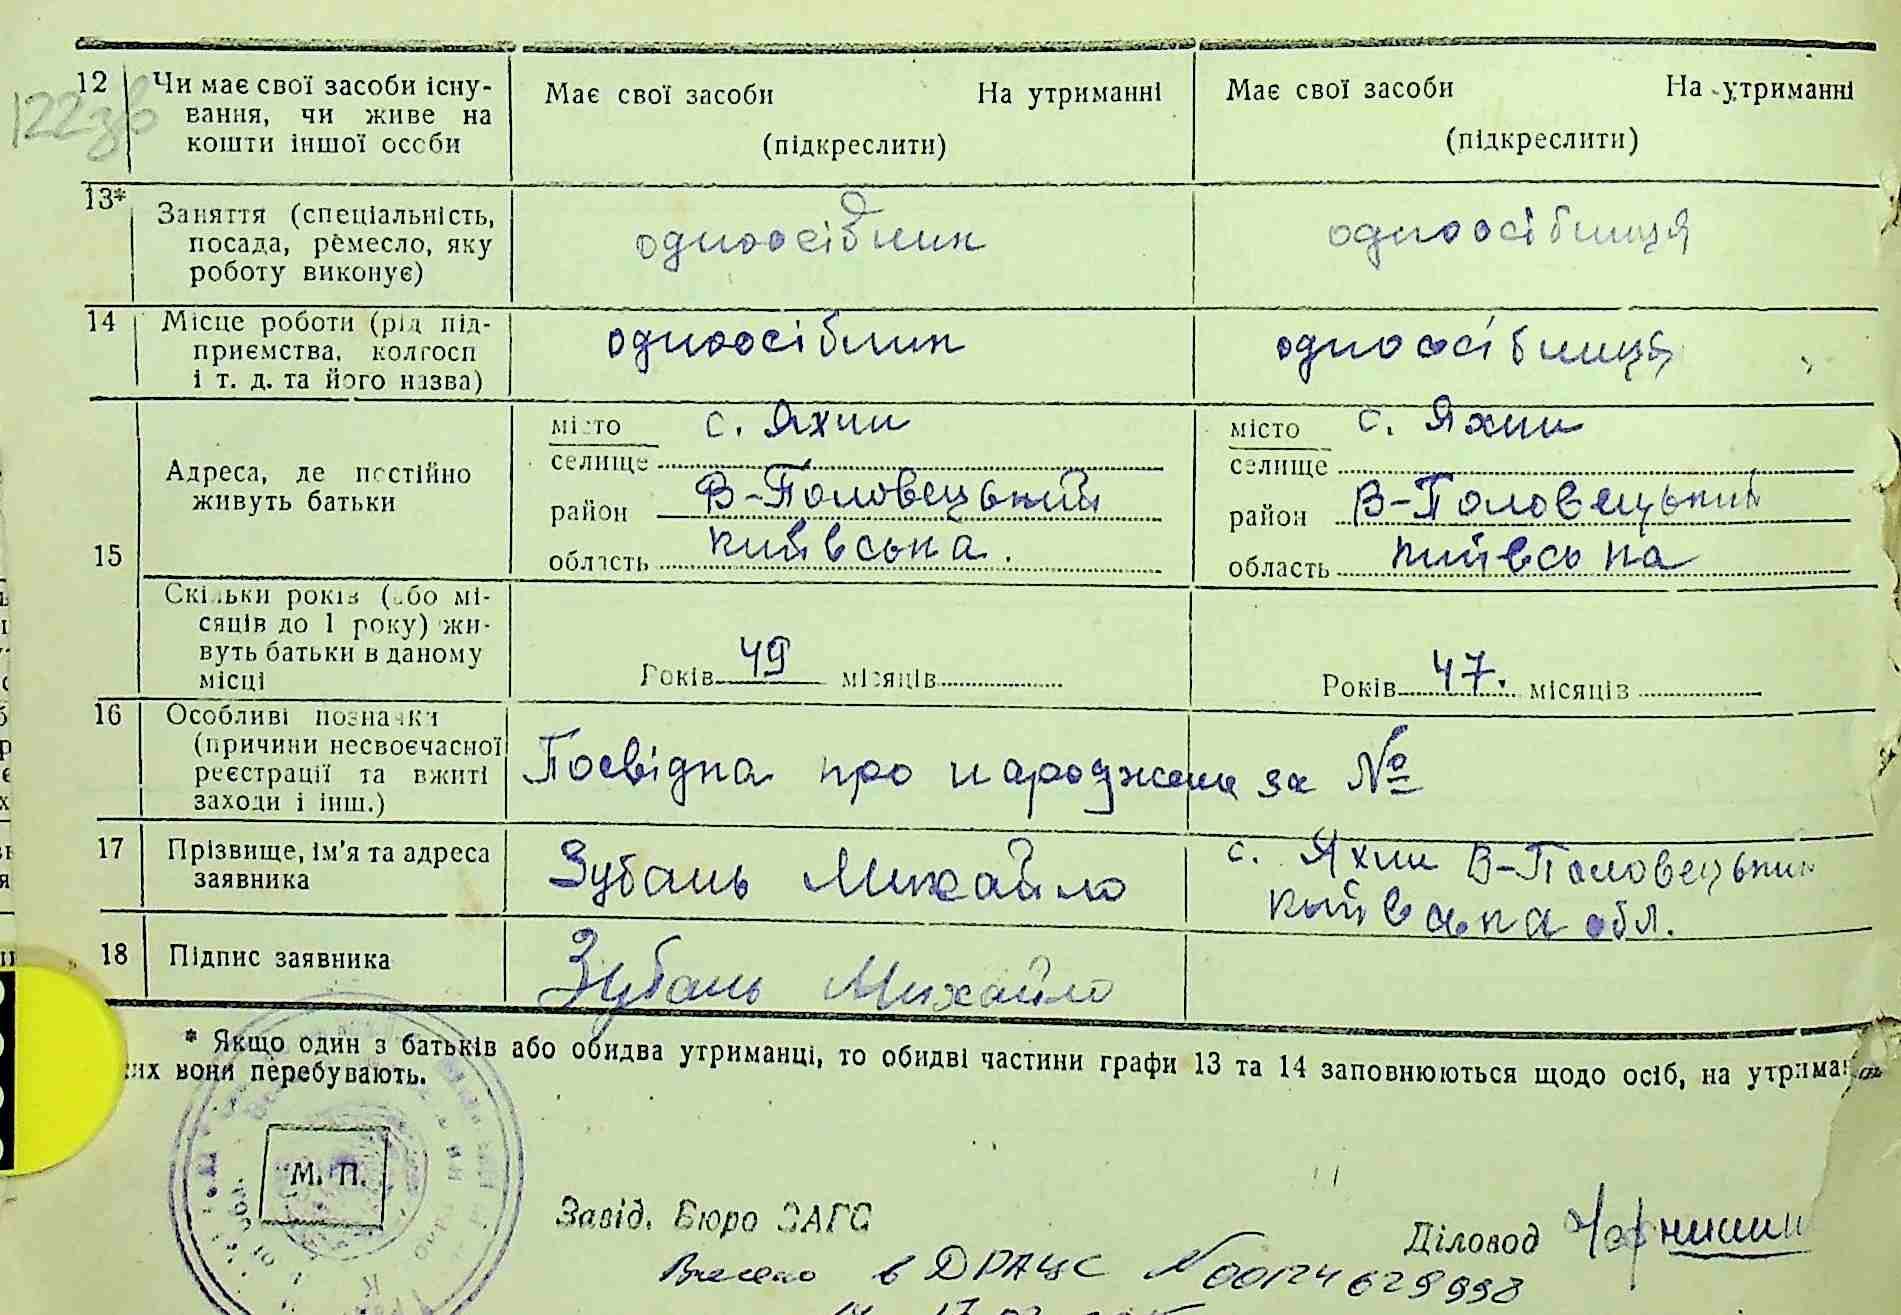 12 Чи має свої засоби існу-
вання, чи живе на
кошти іншої особи
Має свої засоби На утриманні
(підкреслити)
Має свої засоби На утриманні
(підкреслити)
122зв
13* Заняття (спеціальність,
посада, ремесло, яку
роботу виконує)
одноосібник
одноосібниця
14 Місце роботи (рід під-
приємства, колгосп
і т. д. та його назва)
одноосібник
одноосібниця
15
Адреса, де постійно
живуть батьки
місто с. Яхни
селище
район В-Половецький
область київська.
місто с. Яхни
селище
район В-Половецький
область київська
Скільки років (або мі-
сяців до 1 року) жи-
вуть батьки в даному
місці
Років 49 місяців
Років 47. місяців
16 Особливі позначки
(причини несвоєчасної
реєстрації та вжиті
заходи і інш.)
Посвідка про народжене за №
17 Прізвище, ім'я та адреса
заявника
Зубань Михайло
с. Яхни В-Половецький
київська обл.
18 Підпис заявника
Зубань Михайло
* Якщо один з батьків або обидва утриманці, то обидві частини графи 13 та 14 заповнюються щодо осіб, на утриман
их вони перебувають.
М. П.
Завід. Бюро ЗАГС
Діловод
Внесено в ДРАЦС N00124629998